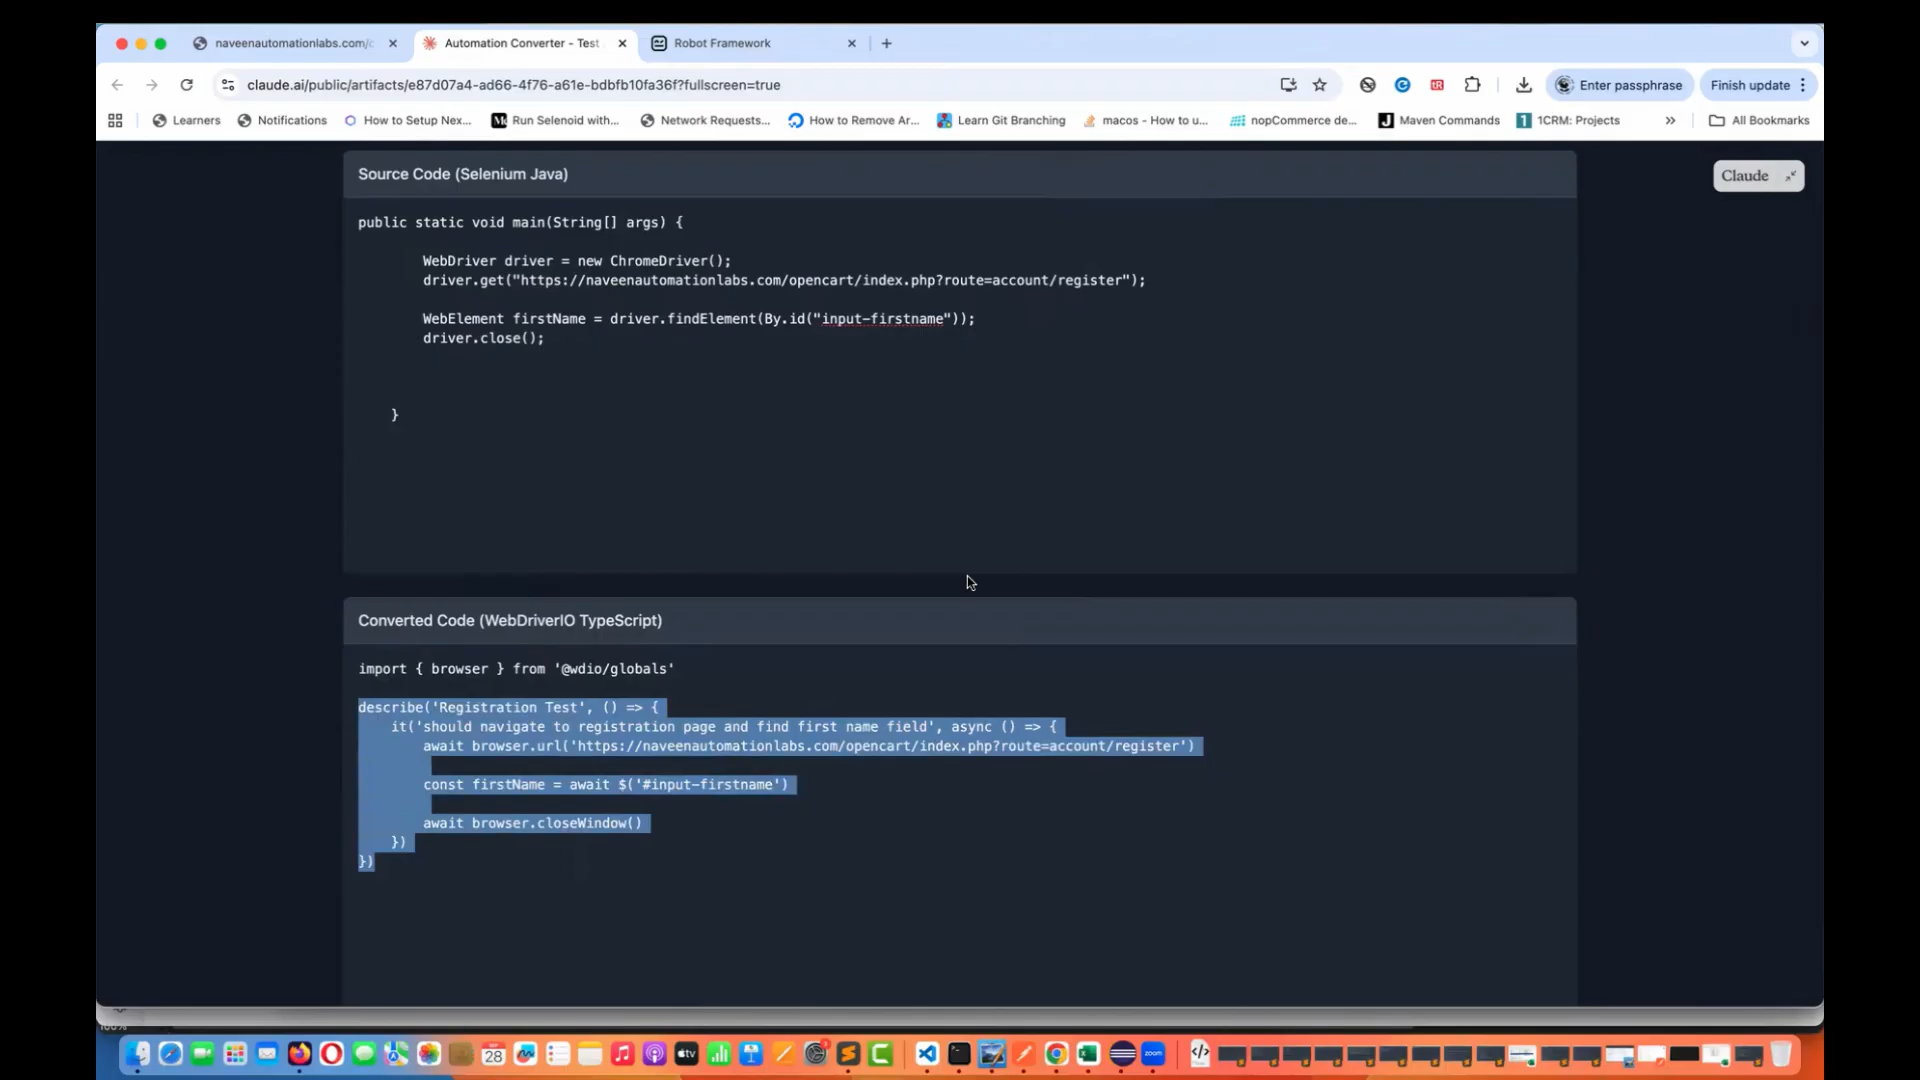 naveenautomationlabs.com/c
Automation Converter - Test
Robot Framework
claude.ai/public/artifacts/e87d07a4-ad66-4f76-a61e-bdbfb10fa36f?fullscreen=true
Enter passphrase
Finish update
Learners
Notifications
How to Setup Nex...
Run Selenoid with...
Network Requests...
How to Remove Ar...
Learn Git Branching
macos - How to u...
nopCommerce de...
Maven Commands
1CRM: Projects
All Bookmarks
Source Code (Selenium Java)
Claude
public static void main(String[] args) {
WebDriver driver = new ChromeDriver();
driver.get("https://naveenautomationlabs.com/opencart/index.php?route=account/register");
WebElement firstName = driver.findElement(By.id("input-firstname"));
driver.close();
}
Converted Code (WebDriverIO TypeScript)
import { browser } from '@wdio/globals'
describe('Registration Test', () => {
it('should navigate to registration page and find first name field', async () => {
await browser.url('https://naveenautomationlabs.com/opencart/index.php?route=account/register')
const firstName = await $('#input-firstname')
await browser.closeWindow()
})
})
100%
28
tv
zoom